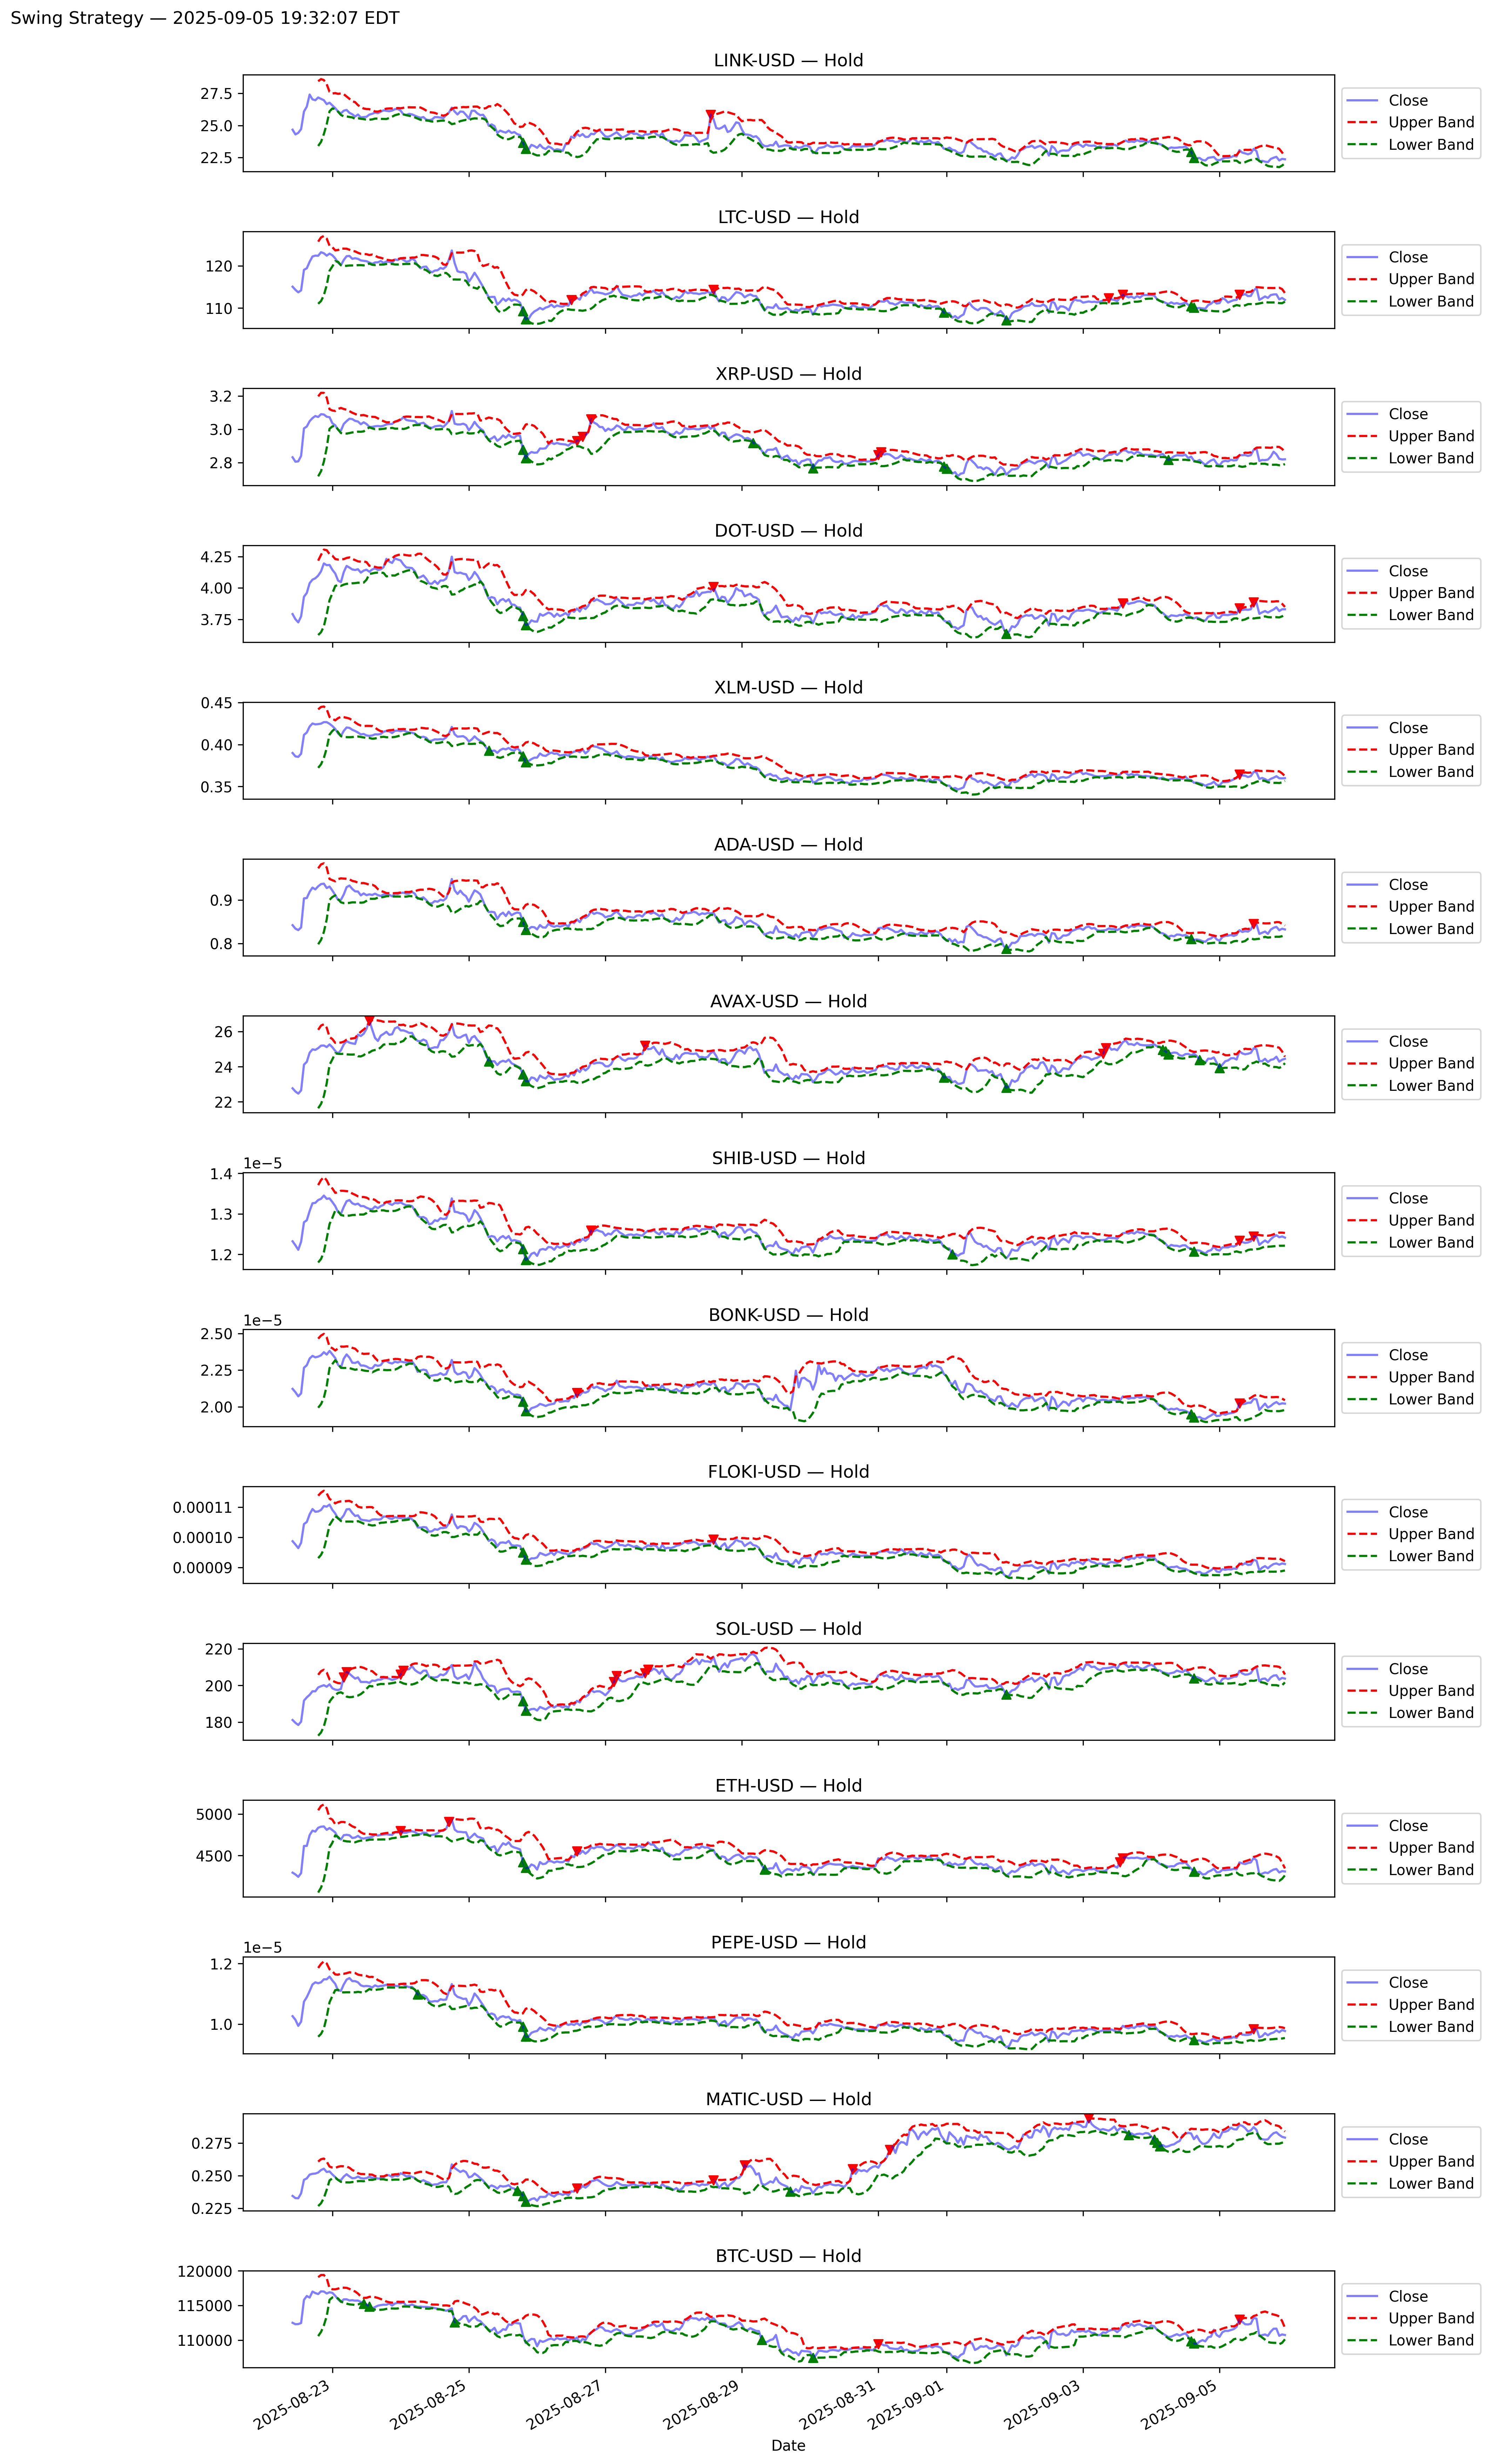 Swing Strategy — 2025-09-05 19:32:07 EDT
LINK-USD — Hold
27.5
25.0
22.5
Close
Upper Band
Lower Band
LTC-USD — Hold
120
110
Close
Upper Band
Lower Band
XRP-USD — Hold
3.2
3.0
2.8
Close
Upper Band
Lower Band
DOT-USD — Hold
4.25
4.00
3.75
Close
Upper Band
Lower Band
XLM-USD — Hold
0.45
0.40
0.35
Close
Upper Band
Lower Band
ADA-USD — Hold
0.9
0.8
Close
Upper Band
Lower Band
AVAX-USD — Hold
26
24
22
Close
Upper Band
Lower Band
SHIB-USD — Hold
1e−5
1.4
1.3
1.2
Close
Upper Band
Lower Band
BONK-USD — Hold
1e−5
2.50
2.25
2.00
Close
Upper Band
Lower Band
FLOKI-USD — Hold
0.00011
0.00010
0.00009
Close
Upper Band
Lower Band
SOL-USD — Hold
220
200
180
Close
Upper Band
Lower Band
ETH-USD — Hold
5000
4500
Close
Upper Band
Lower Band
PEPE-USD — Hold
1e−5
1.2
1.0
Close
Upper Band
Lower Band
MATIC-USD — Hold
0.275
0.250
0.225
Close
Upper Band
Lower Band
BTC-USD — Hold
120000
115000
110000
Close
Upper Band
Lower Band
2025-08-23
2025-08-25
2025-08-27
2025-08-29
2025-08-31
2025-09-01
2025-09-03
2025-09-05
Date